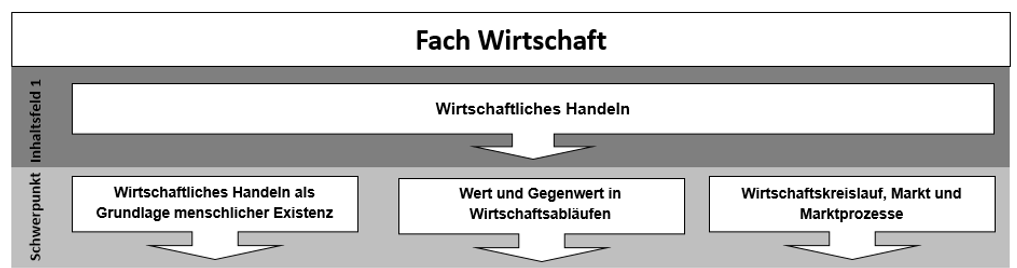 Fach Wirtschaft
Inhaltsfeld 1
Wirtschaftliches Handeln
Schwerpunkt
Wirtschaftliches Handeln als
Grundlage menschlicher Existenz
Wert und Gegenwert in
Wirtschaftsabläufen
Wirtschaftskreislauf, Markt und
Marktprozesse